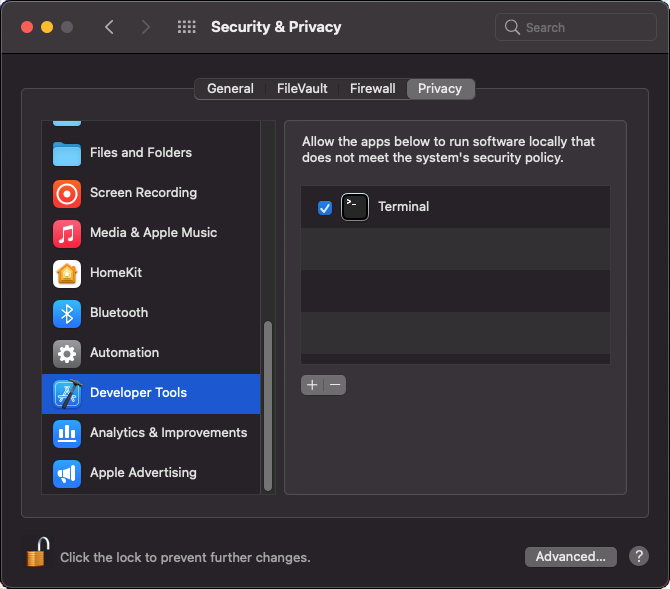 Security & Privacy
Search
General
FileVault
Firewall
Privacy
Files and Folders
Screen Recording
Media & Apple Music
HomeKit
Bluetooth
Automation
Developer Tools
Analytics & Improvements
Apple Advertising
Allow the apps below to run software locally that
does not meet the system's security policy.
>-
Terminal
+
−
Click the lock to prevent further changes.
Advanced...
?